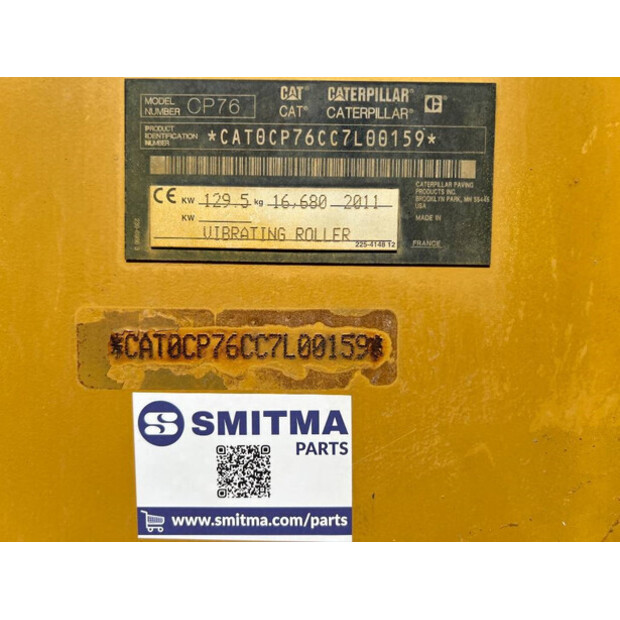 MODEL NUMBER CP76
CAT CATERPILLAR
CAT® CATERPILLAR® C
PRODUCT IDENTIFICATION NUMBER *CAT0CP76CC7L00159*
CE KW 129.5 kg 16,680 2011
KW
VIBRATING ROLLER
225-4148 12
CATERPILLAR PAVING
PRODUCTS INC.
BROOKLYN PARK, MN 55445
USA
MADE IN
FRANCE
*CAT0CP76CC7L00159*
S SMITMA
PARTS
www.smitma.com/parts